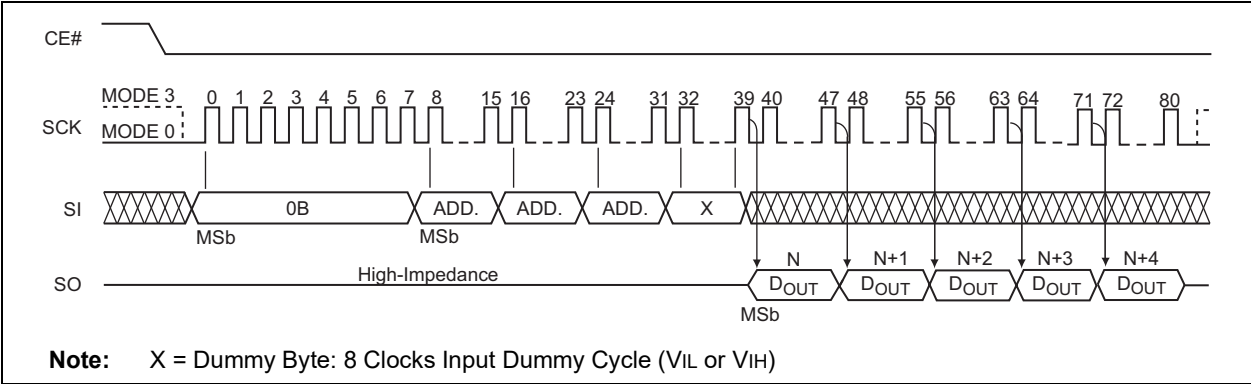 CE#
MODE 3 0 1 2 3 4 5 6 7 8 15 16 23 24 31 32 39 40 47 48 55 56 63 64 71 72 80
SCK
MODE 0
SI 0B ADD. ADD. ADD. X
MSb MSb
N N+1 N+2 N+3 N+4
High-Impedance
SO DOUT DOUT DOUT DOUT DOUT
MSb
Note: X = Dummy Byte: 8 Clocks Input Dummy Cycle (VIL or VIH)